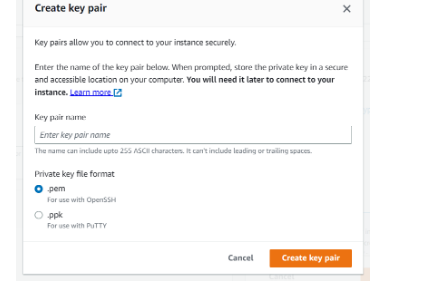 Create key pair
Key pairs allow you to connect to your instance securely.
Enter the name of the key pair below. When prompted, store the private key in a secure
and accessible location on your computer. You will need it later to connect to your
instance. Learn more
Key pair name
Enter key pair name
The name can include upto 255 ASCII characters. It can't include leading or trailing spaces.
Private key file format
.pem
For use with OpenSSH
.ppk
For use with PuTTY
Cancel
Create key pair